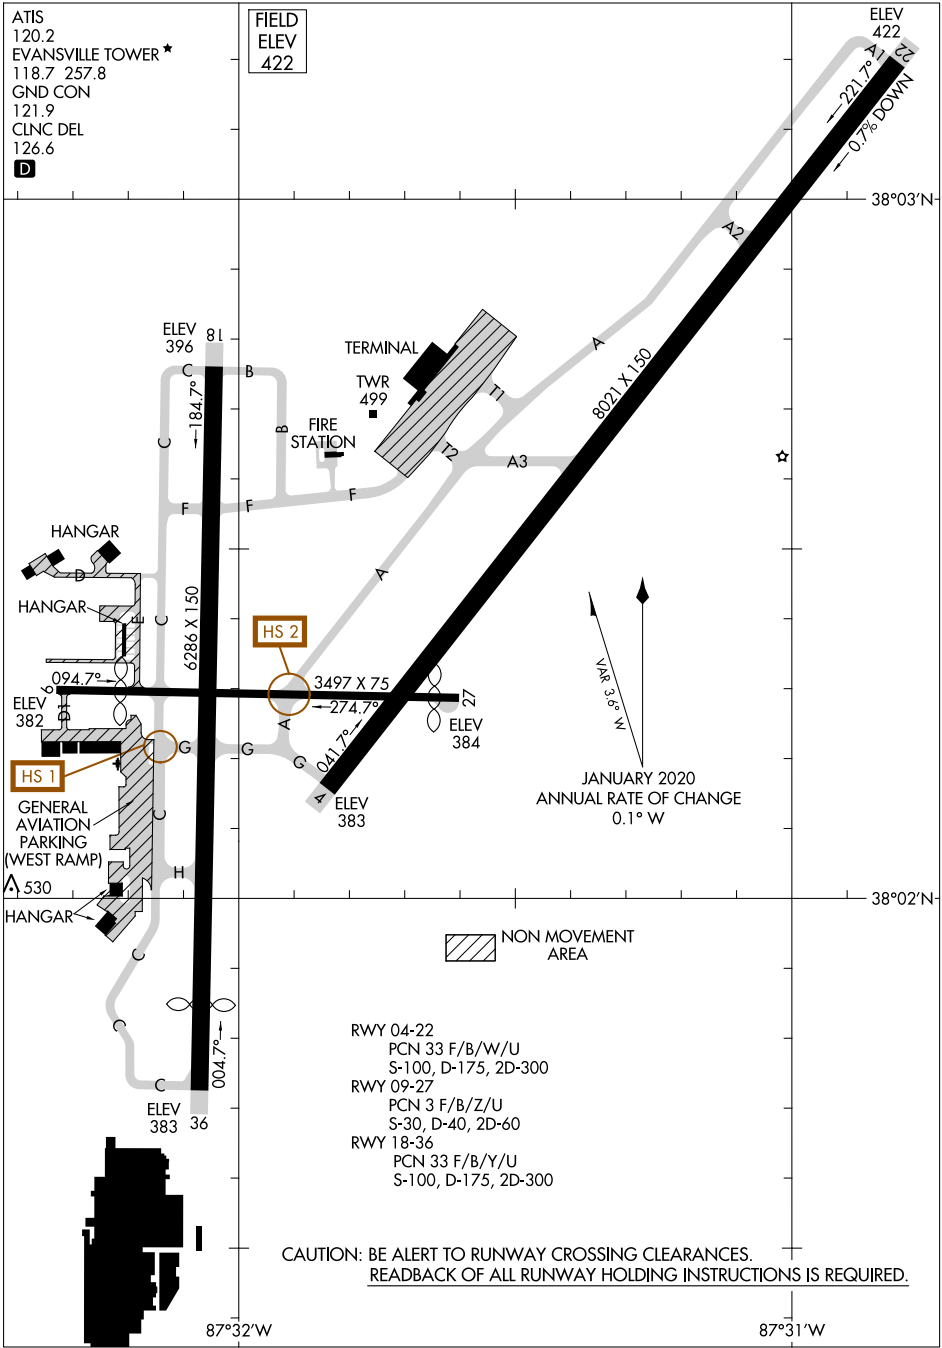 ATIS
120.2
EVANSVILLE TOWER
118.7 257.8
GND CON
121.9
CLNC DEL
126.6
D
FIELD
ELEV
422
ELEV
422
22
A1
221.7°
0.7% DOWN
38°03'N
A2
ELEV
396
18
C
B
184.7°
C
B
TERMINAL
TWR
499
FIRE
STATION
A
T1
T2
A3
8021 X 150
F
F
F
HANGAR
D
HANGAR
E
C
6286 X 150
A
HS 2
9
094.7°
3497 X 75
274.7°
27
ELEV
382
D1
A
ELEV
384
VAR 3.6° W
G
G
G
041.7°
4
ELEV
383
HS 1
JANUARY 2020
ANNUAL RATE OF CHANGE
0.1° W
GENERAL
AVIATION
PARKING
(WEST RAMP)
C
H
530
HANGAR
38°02'N
NON MOVEMENT
AREA
C
C
C
004.7°
ELEV
383
36
RWY 04-22
PCN 33 F/B/W/U
S-100, D-175, 2D-300
RWY 09-27
PCN 3 F/B/Z/U
S-30, D-40, 2D-60
RWY 18-36
PCN 33 F/B/Y/U
S-100, D-175, 2D-300
CAUTION: BE ALERT TO RUNWAY CROSSING CLEARANCES.
READBACK OF ALL RUNWAY HOLDING INSTRUCTIONS IS REQUIRED.
87°32'W
87°31'W